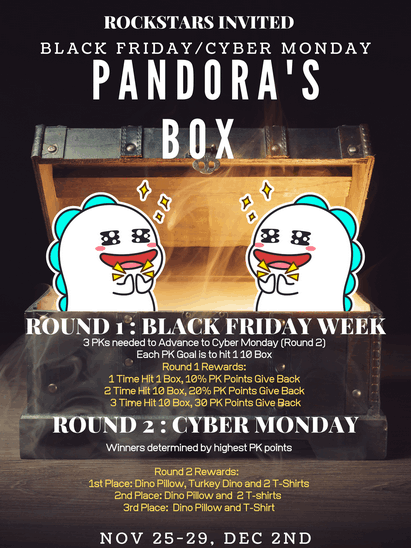 ROCKSTARS INVITED
BLACK FRIDAY/CYBER MONDAY
PANDORA'S
BOX
ROUND 1 : BLACK FRIDAY WEEK
3 PKs needed to Advance to Cyber Monday (Round 2)
Each PK Goal is to hit 1 10 Box
Round 1 Rewards:
1 Time Hit 1 Box, 10% PK Points Give Back
2 Time Hit 10 Box, 20% PK Points Give Back
3 Time Hit 10 Box, 30 PK Points Give Back
ROUND 2 : CYBER MONDAY
Winners determined by highest PK points
Round 2 Rewards:
1st Place: Dino Pillow, Turkey Dino and 2 T-Shirts
2nd Place: Dino Pillow and 2 T-shirts
3rd Place: Dino Pillow and T-Shirt
NOV 25-29, DEC 2ND